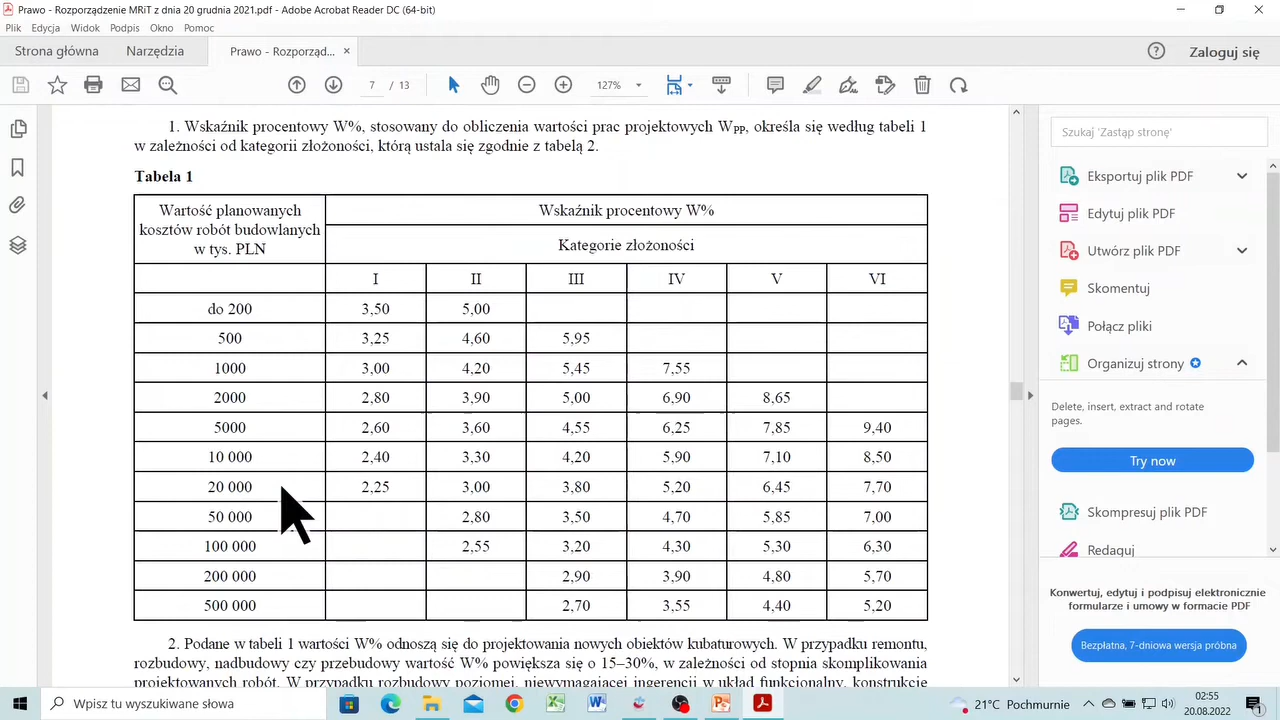 Prawo - Rozporządzenie MRiT z dnia 20 grudnia 2021.pdf - Adobe Acrobat Reader DC (64-bit)
Plik Edycja Widok Podpis Okno Pomoc
Strona główna Narzędzia Prawo - Rozporząd... × Zaloguj się
7 / 13 127%
1. Wskaźnik procentowy W%, stosowany do obliczenia wartości prac projektowych WPP, określa się według tabeli 1
w zależności od kategorii złożoności, którą ustala się zgodnie z tabelą 2.
Tabela 1
Wartość planowanych
kosztów robót budowlanych
w tys. PLN
Wskaźnik procentowy W%
Kategorie złożoności
I II III IV V VI
do 200 3,50 5,00
500 3,25 4,60 5,95
1000 3,00 4,20 5,45 7,55
2000 2,80 3,90 5,00 6,90 8,65
5000 2,60 3,60 4,55 6,25 7,85 9,40
10 000 2,40 3,30 4,20 5,90 7,10 8,50
20 000 2,25 3,00 3,80 5,20 6,45 7,70
50 000 2,80 3,50 4,70 5,85 7,00
100 000 2,55 3,20 4,30 5,30 6,30
200 000 2,90 3,90 4,80 5,70
500 000 2,70 3,55 4,40 5,20
2. Podane w tabeli 1 wartości W% odnoszą się do projektowania nowych obiektów kubaturowych. W przypadku remontu,
rozbudowy, nadbudowy czy przebudowy wartość W% powiększa się o 15–30%, w zależności od stopnia skomplikowania
projektowanych robót. W przypadku rozbudowy poziomej, niewymagającej ingerencji w układ funkcjonalny, konstrukcję
Szukaj 'Zastąp stronę'
Eksportuj plik PDF
Edytuj plik PDF
Utwórz plik PDF
Skomentuj
Połącz pliki
Organizuj strony
Delete, insert, extract and rotate
pages.
Try now
Skompresuj plik PDF
Redaguj
Konwertuj, edytuj i podpisuj elektronicznie
formularze i umowy w formacie PDF
Bezpłatna, 7-dniowa wersja próbna
Wpisz tu wyszukiwane słowa
21°C Pochmurnie
02:55
20.08.2022
1